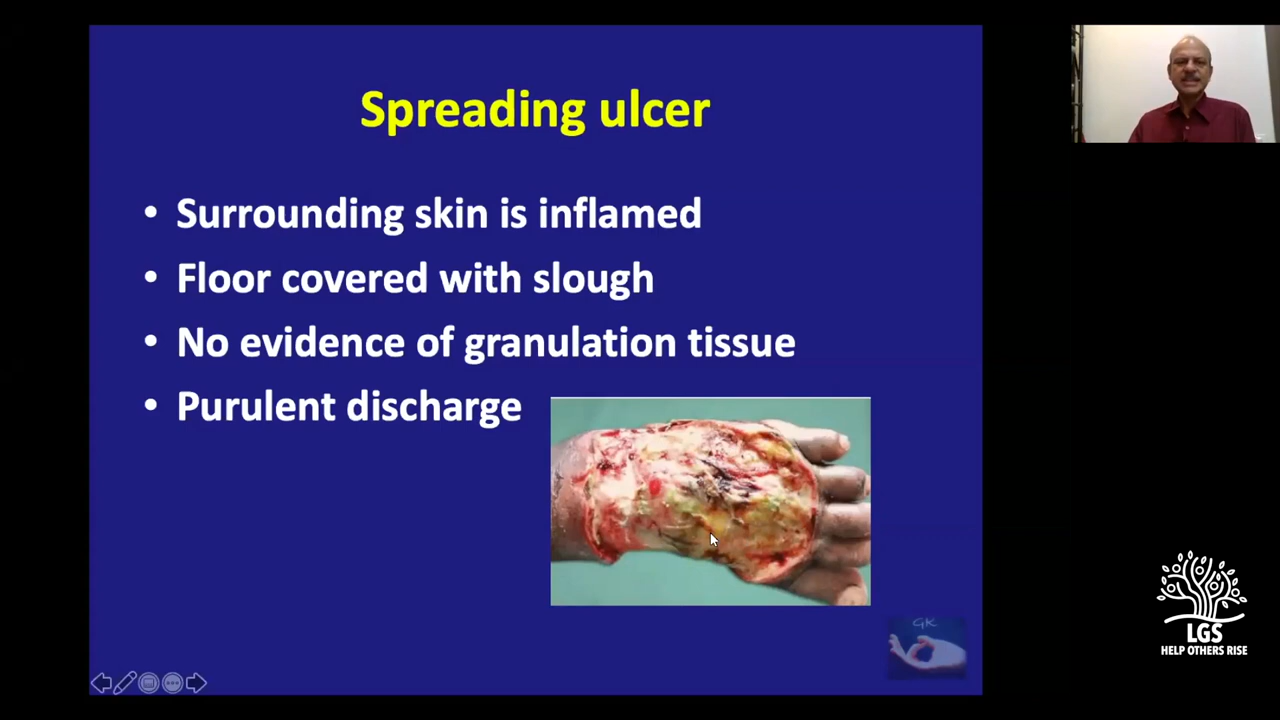 Spreading ulcer
• Surrounding skin is inflamed
• Floor covered with slough
• No evidence of granulation tissue
• Purulent discharge
GK
LGS
HELP OTHERS RISE